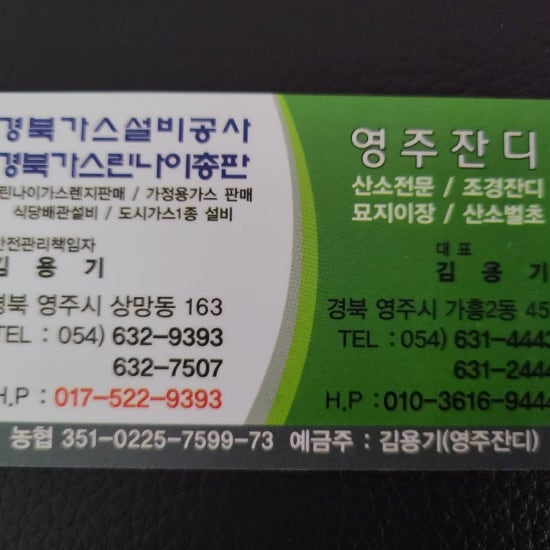 경북가스설비공사
경북가스린나이총판
린나이가스렌지판매 / 가정용가스 판매
식당배관설비 / 도시가스1종 설비
안전관리책임자
김 용 기
경북 영주시 상망동 163
TEL : 054) 632-9393
632-7507
H.P : 017-522-9393
영주잔디
산소전문 / 조경잔디
묘지이장 / 산소벌초
대 표
김 용 기
경북 영주시 가흥2동 45
TEL : 054) 631-4443
631-2444
H.P : 010-3616-9444
농협 351-0225-7599-73 예금주 : 김용기(영주잔디)